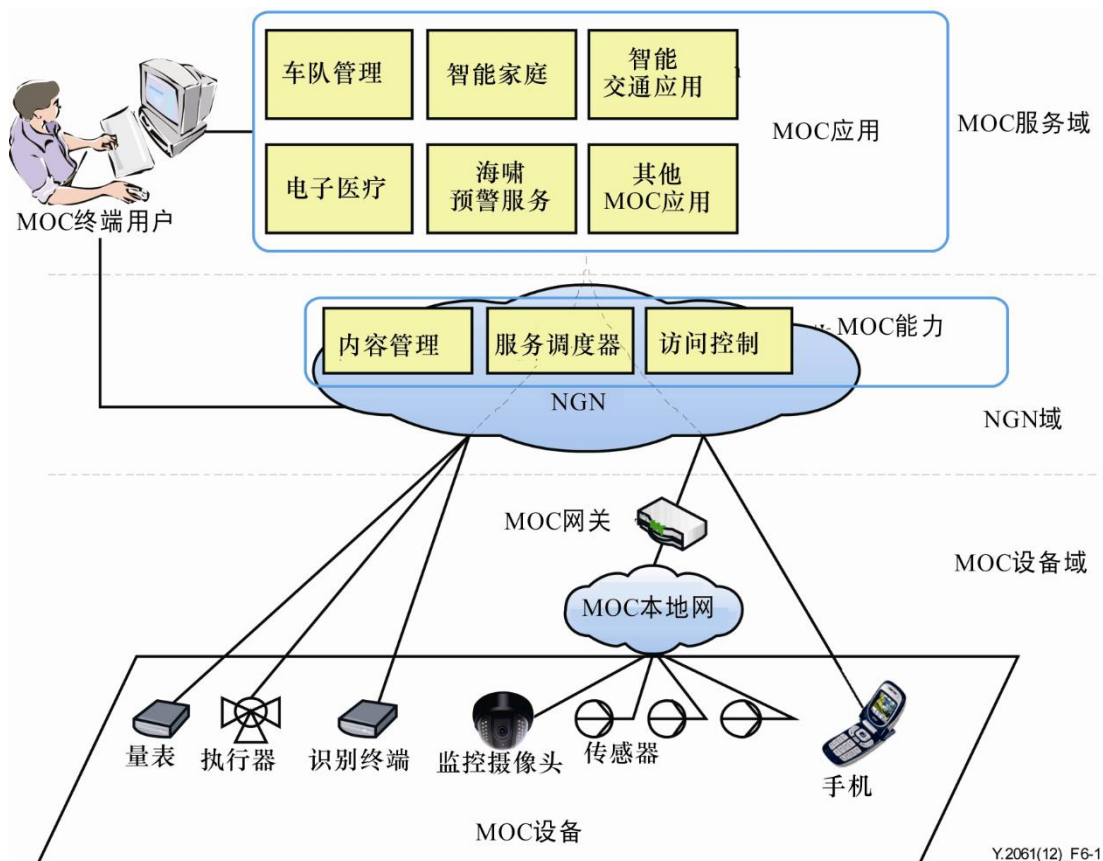 车队管理
智能家庭
智能
交通应用
MOC应用
MOC服务域
电子医疗
海啸
预警服务
其他
MOC应用
MOC终端用户
内容管理
服务调度器
访问控制
MOC能力
NGN
NGN域
MOC网关
MOC设备域
MOC本地网
量表
执行器
识别终端
监控摄像头
传感器
手机
MOC设备
Y.2061(12)_F6-1